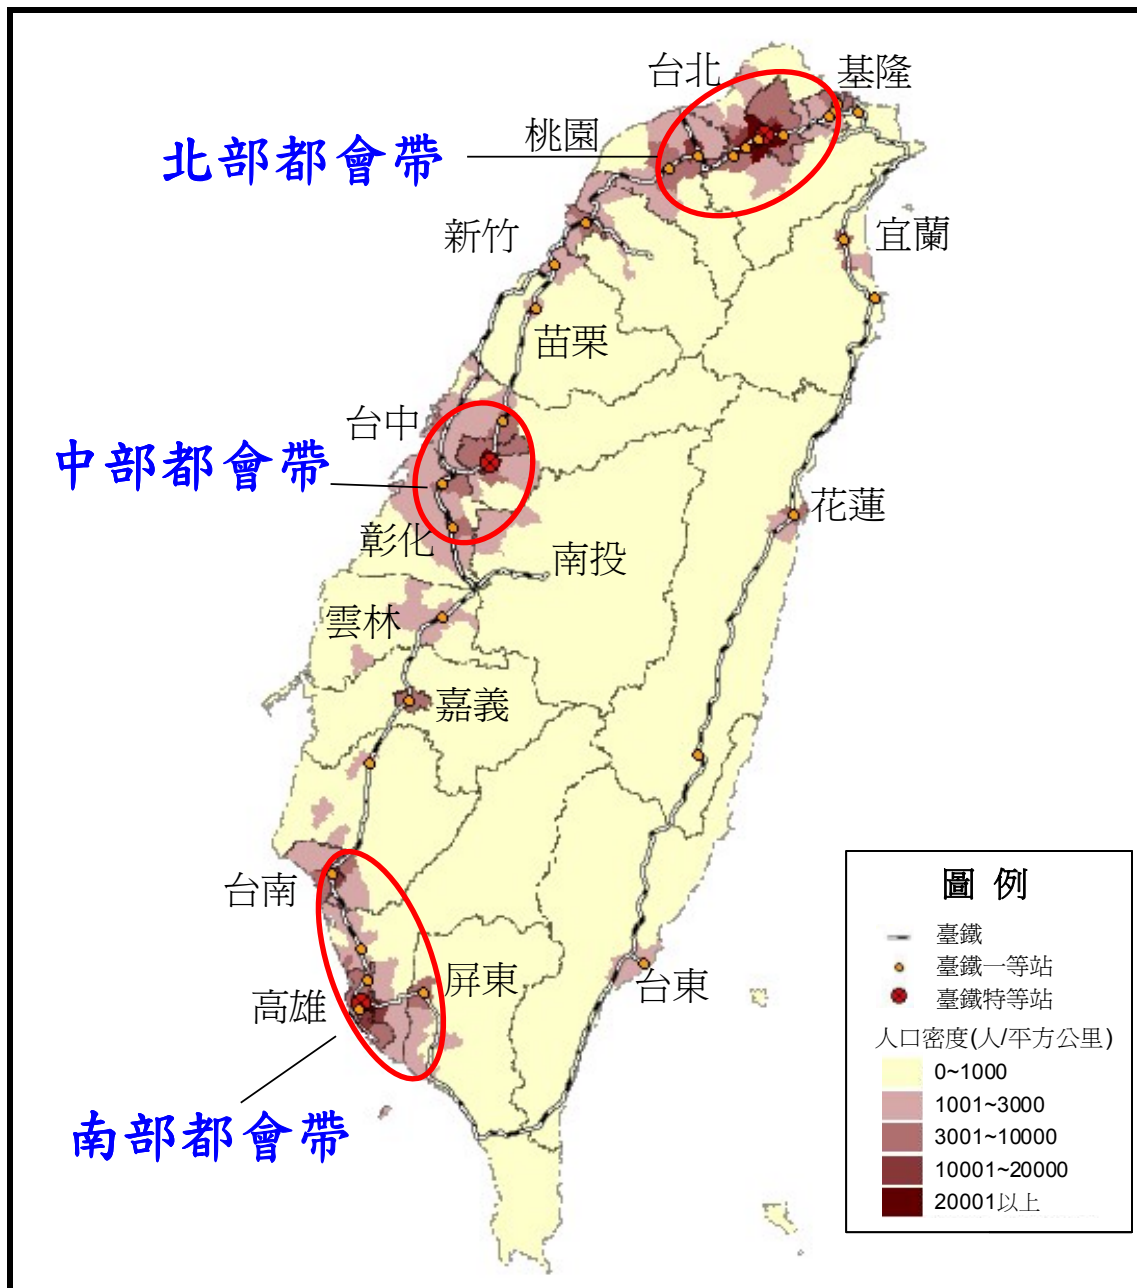 台北
基隆
桃園
北部都會帶
新竹
宜蘭
苗栗
台中
中部都會帶
花蓮
彰化
南投
雲林
嘉義
台南
屏東
台東
高雄
南部都會帶
圖 例
臺鐵
臺鐵一等站
臺鐵特等站
人口密度(人/平方公里)
0~1000
1001~3000
3001~10000
10001~20000
20001以上